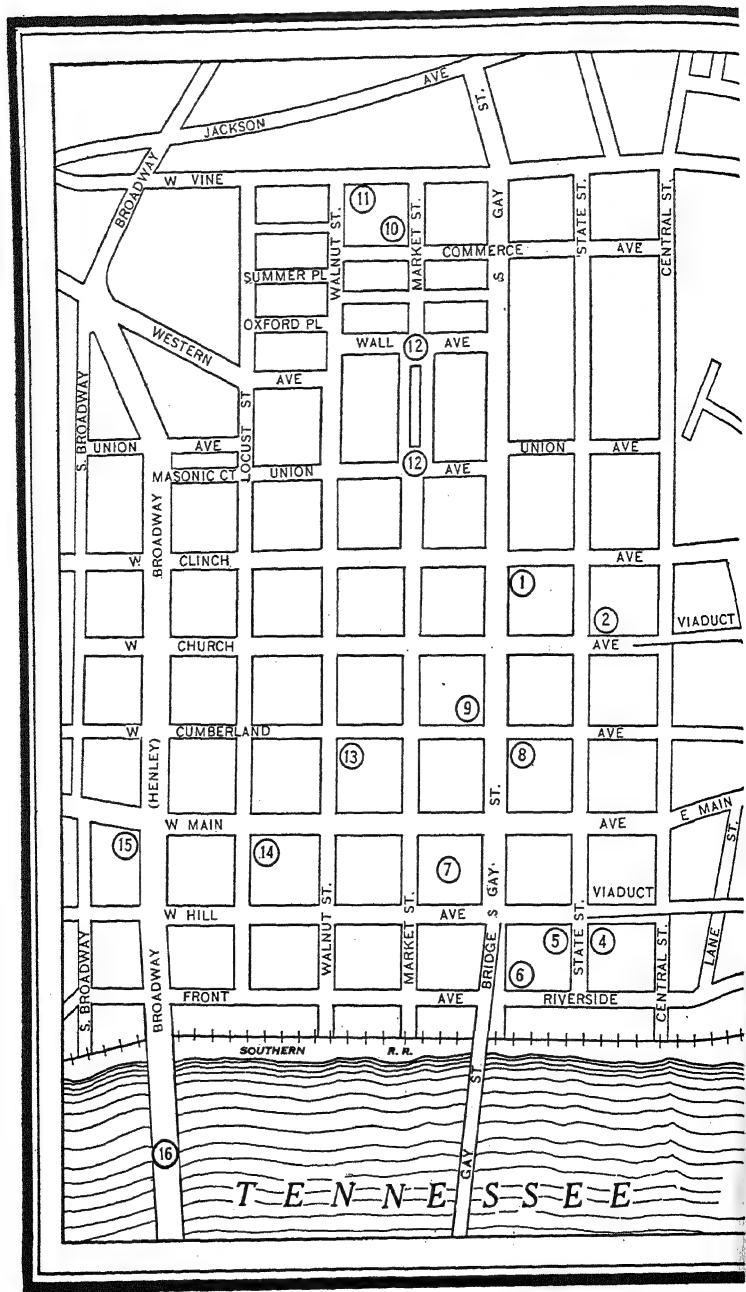 AVE
JACKSON
ST.
BROADWAY
W VINE
11
10
WALNUT ST.
MARKET ST.
S GAY
STATE ST.
CENTRAL ST.
COMMERCE AVE
SUMMER PL
OXFORD PL
WALL AVE
12
WESTERN AVE
S. BROADWAY
LOCUST ST
UNION AVE
MASONIC CT
UNION AVE
12
UNION AVE
BROADWAY
W CLINCH AVE
1
2
VIADUCT
W CHURCH AVE
9
W CUMBERLAND AVE
(HENLEY)
13
8
ST.
E MAIN
ST.
W MAIN AVE
15
14
7
WALNUT ST.
MARKET ST.
BRIDGE S GAY.
VIADUCT
W HILL AVE
5
4
6
STATE ST.
CENTRAL ST.
LANE
S. BROADWAY
BROADWAY
FRONT AVE
RIVERSIDE
SOUTHERN R.R.
GAY ST.
16
TENNESSEE